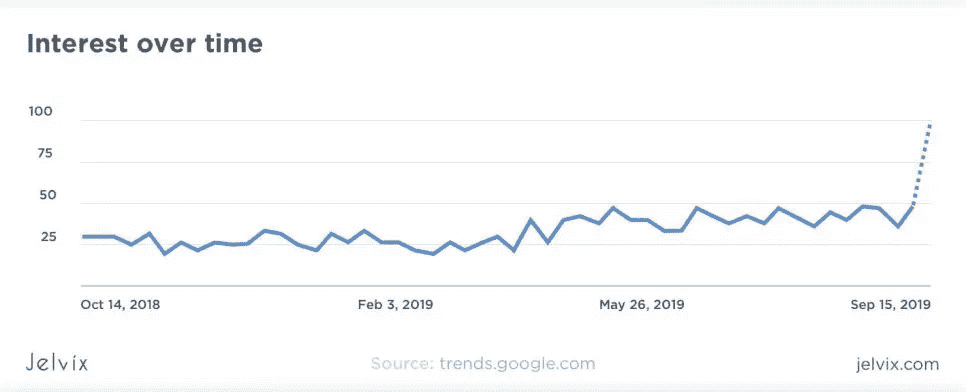 Interest over time
100
75
50
25
Oct 14, 2018 Feb 3, 2019 May 26, 2019 Sep 15, 2019
Jelvix Source: trends.google.com jelvix.com